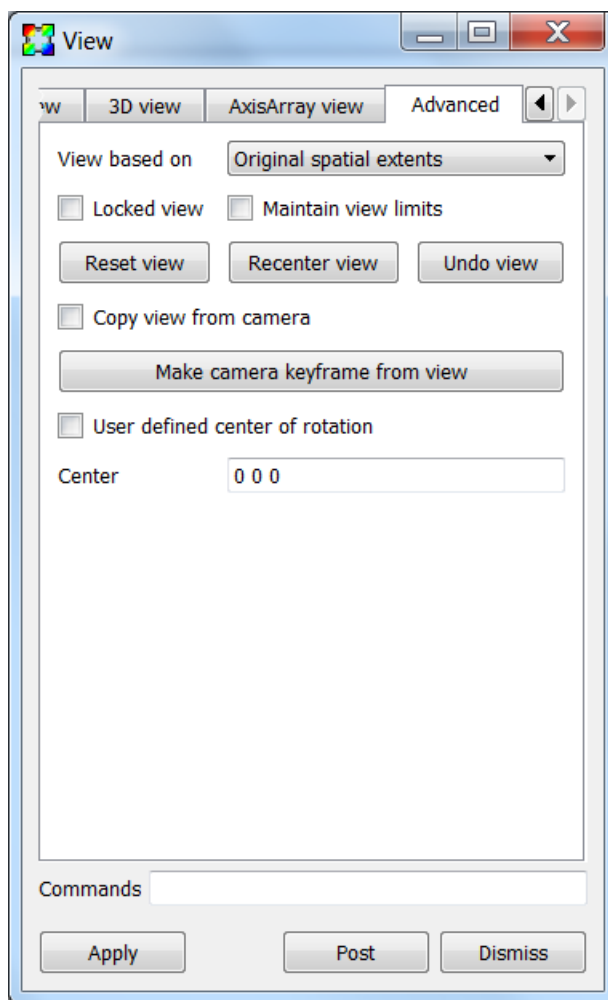 View
ew 3D view AxisArray view Advanced
View based on Original spatial extents
Locked view Maintain view limits
Reset view Recenter view Undo view
Copy view from camera
Make camera keyframe from view
User defined center of rotation
Center 0 0 0
Commands
Apply Post Dismiss